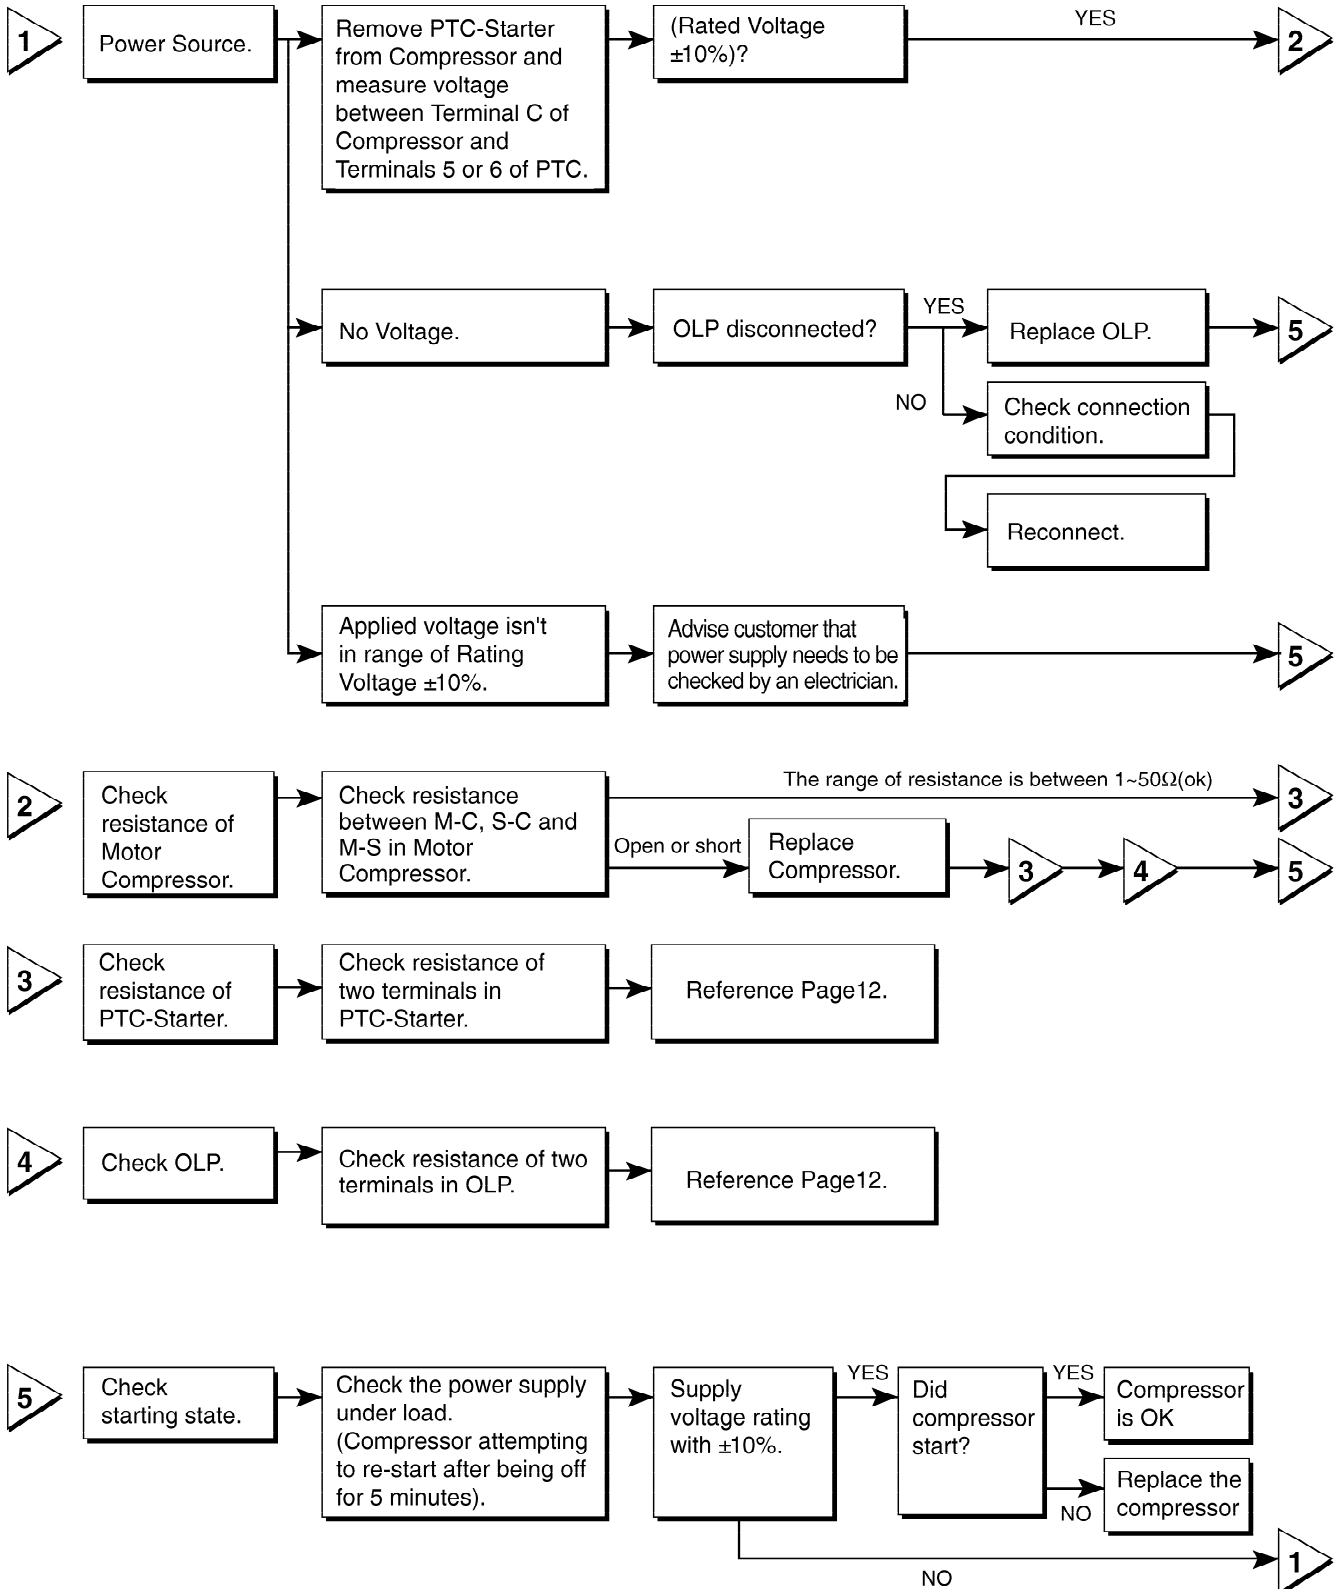 1
Power Source.
Remove PTC-Starter
from Compressor and
measure voltage
between Terminal C of
Compressor and
Terminals 5 or 6 of PTC.
(Rated Voltage
±10%)?
YES
2
No Voltage.
OLP disconnected?
YES
Replace OLP.
5
NO
Check connection
condition.
Reconnect.
Applied voltage isn't
in range of Rating
Voltage ±10%.
Advise customer that
power supply needs to be
checked by an electrician.
5
2
Check
resistance of
Motor
Compressor.
Check resistance
between M-C, S-C and
M-S in Motor
Compressor.
The range of resistance is between 1~50Ω(ok)
3
Open or short
Replace
Compressor.
3
4
5
3
Check
resistance of
PTC-Starter.
Check resistance of
two terminals in
PTC-Starter.
Reference Page12.
4
Check OLP.
Check resistance of two
terminals in OLP.
Reference Page12.
5
Check
starting state.
Check the power supply
under load.
(Compressor attempting
to re-start after being off
for 5 minutes).
Supply
voltage rating
with ±10%.
YES
Did
compressor
start?
YES
Compressor
is OK
NO
Replace the
compressor
NO
1